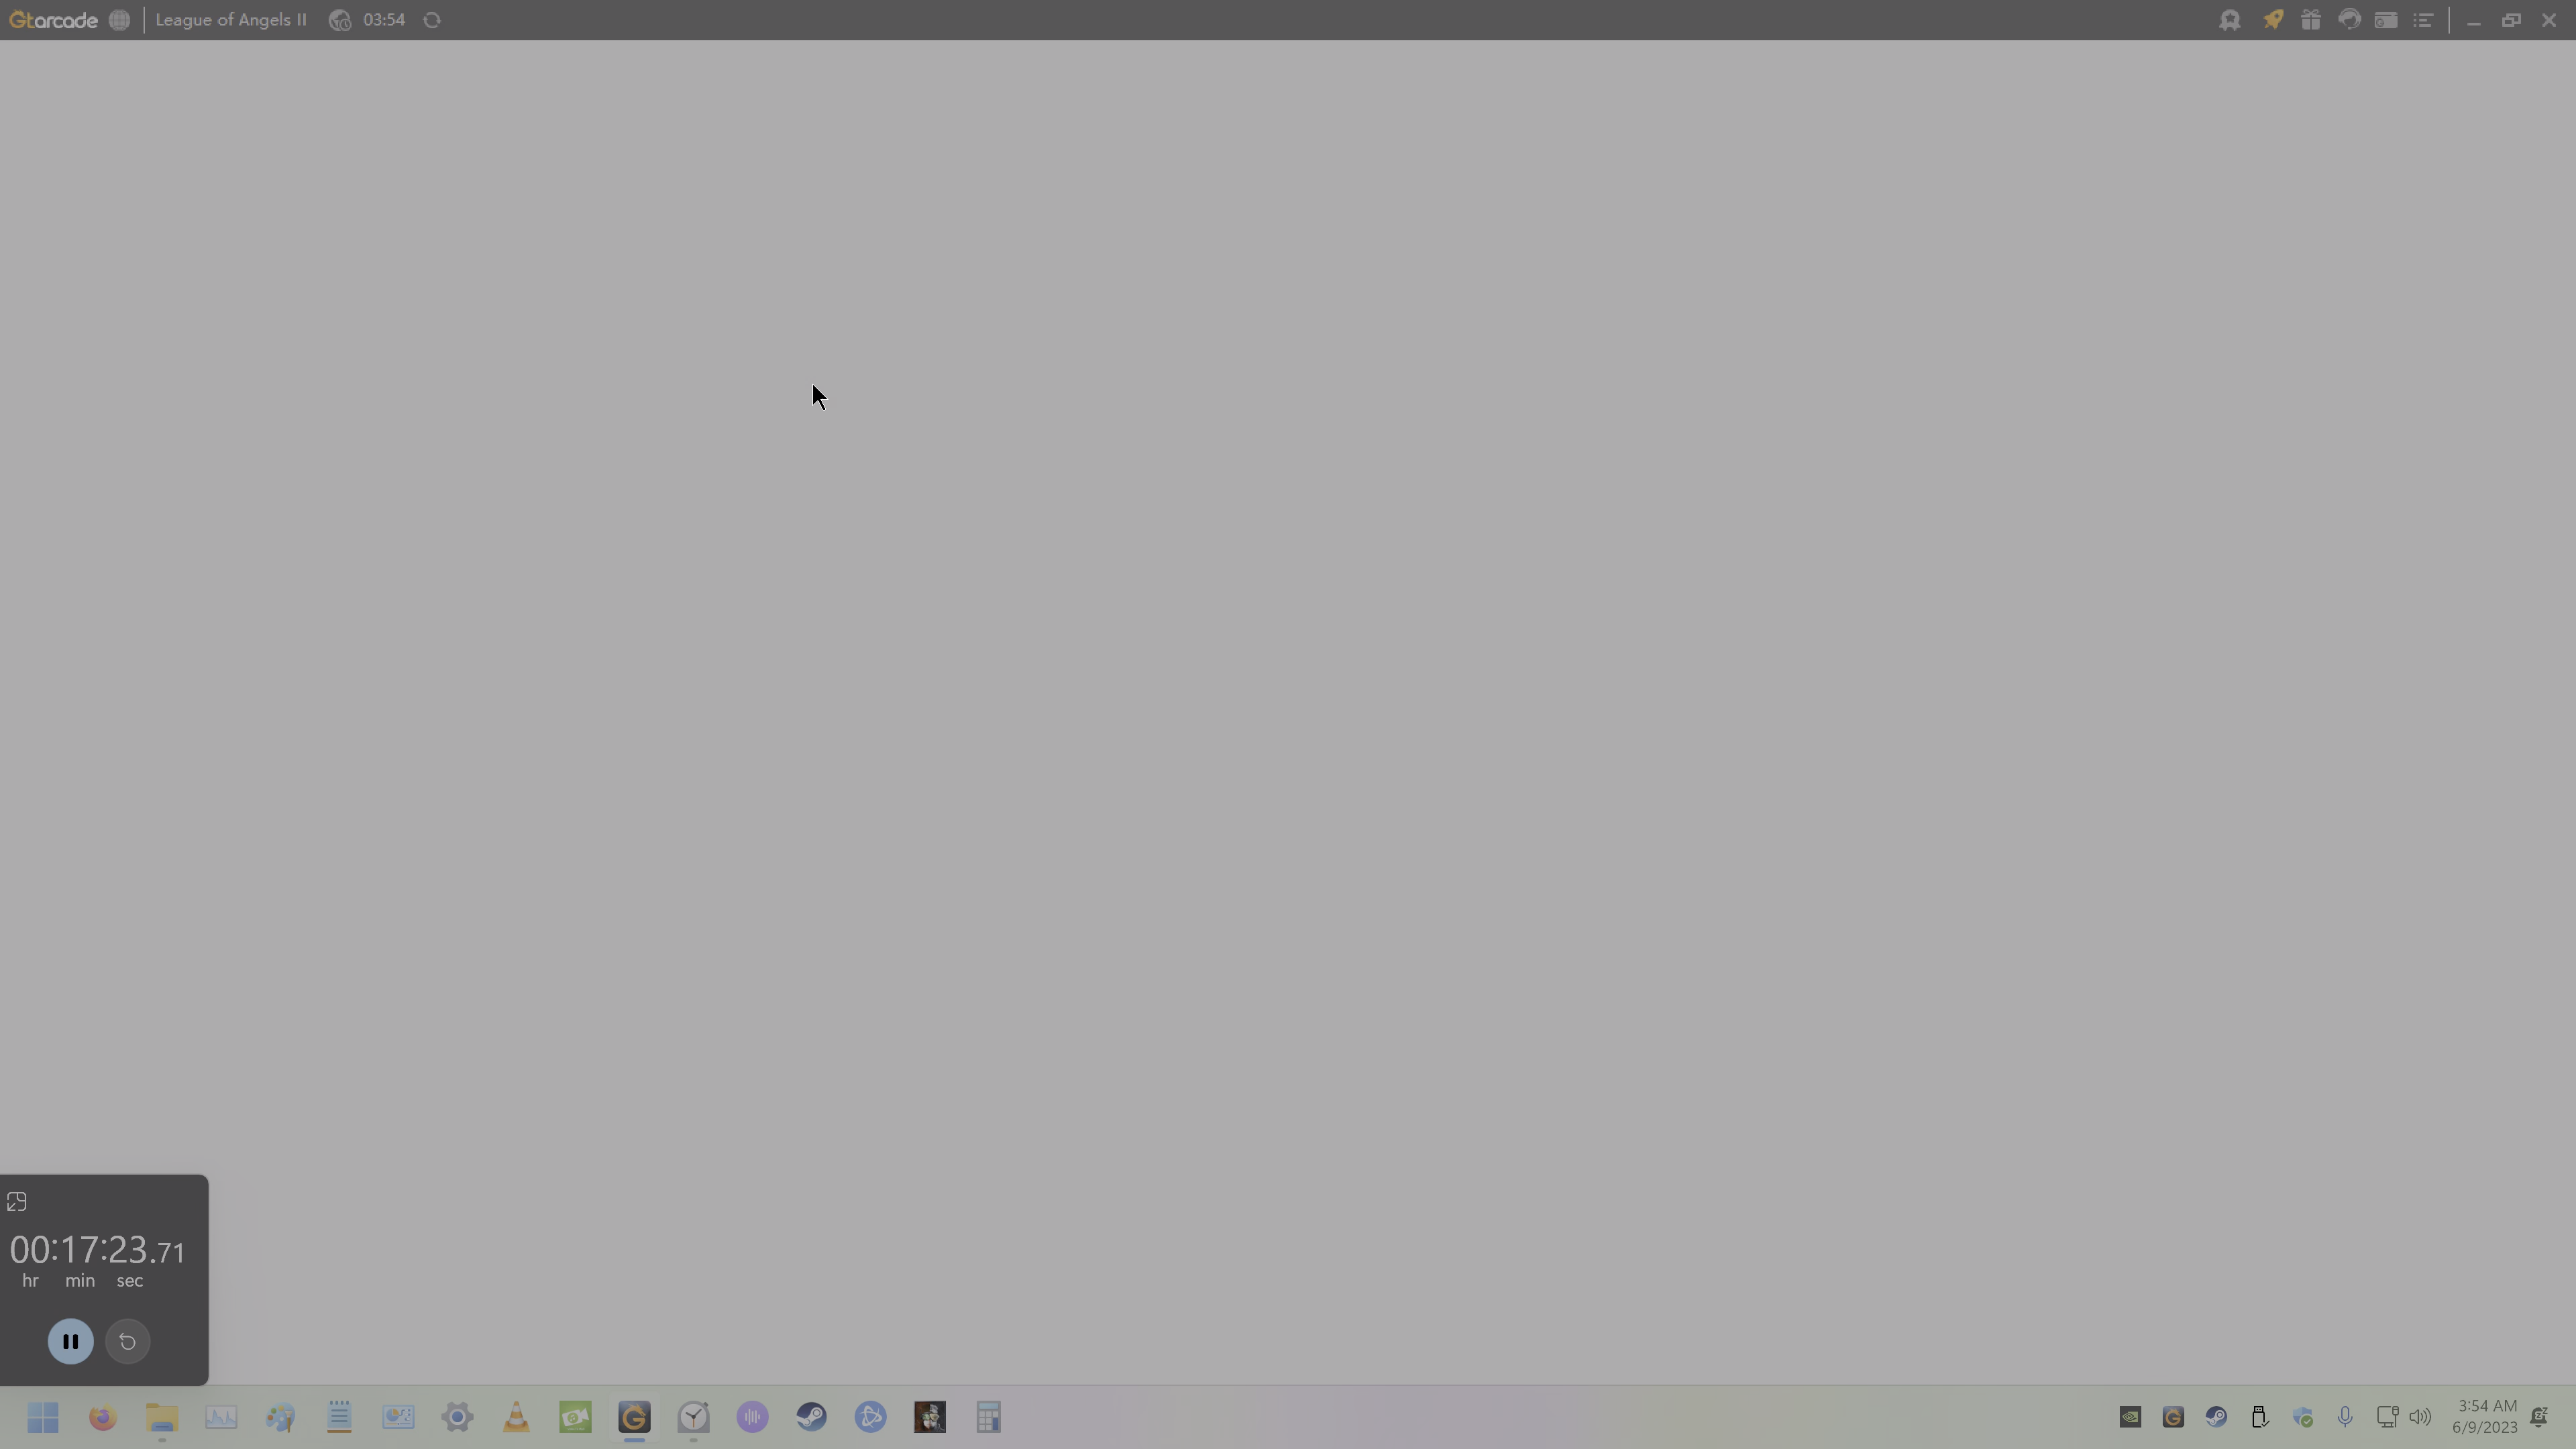 Gtarcade
League of Angels II
03:54
00:17:23.71
hr min sec
3:54 AM
6/9/2023